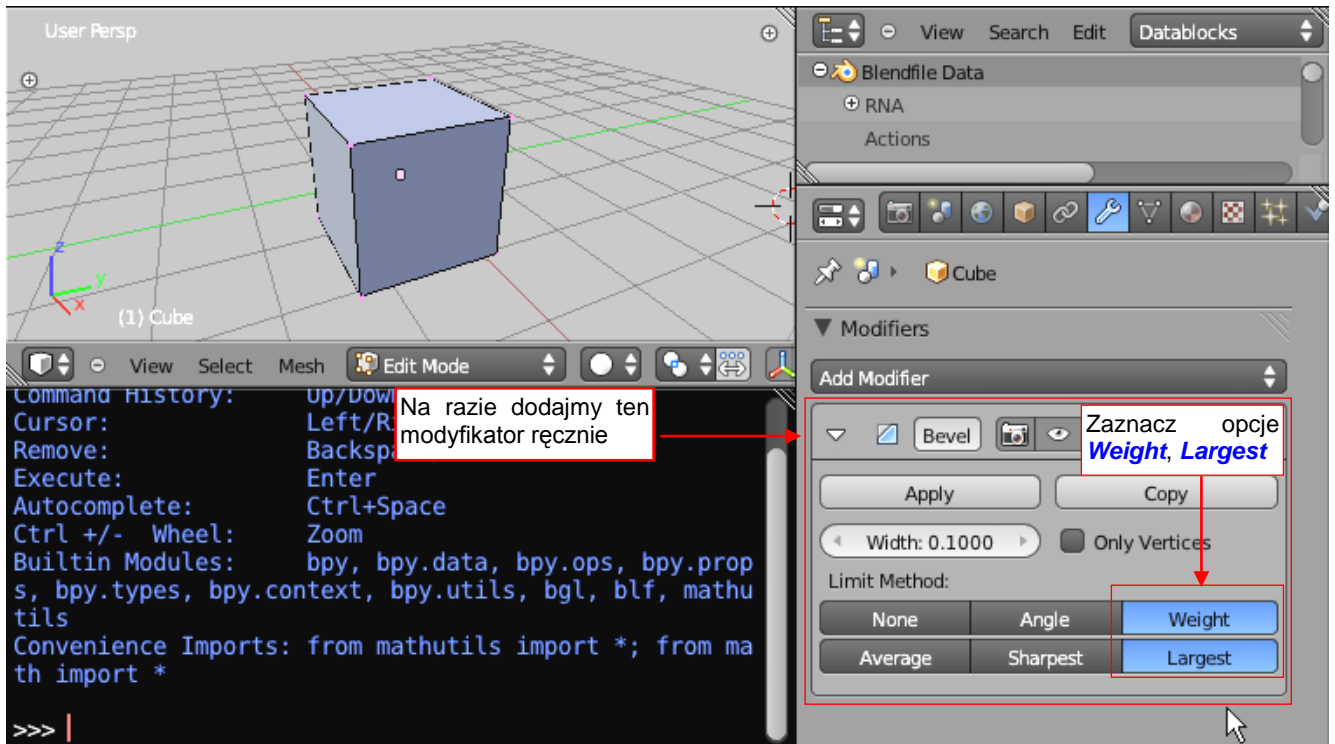 User Persp
z
y
x
(1) Cube
View Select Mesh Edit Mode
View Search Edit Datablocks
Blendfile Data
RNA
Actions
Cube
Modifiers
Add Modifier
Na razie dodajmy ten
modyfikator ręcznie
Bevel
Zaznacz opcje
Weight, Largest
Apply Copy
Width: 0.1000 Only Vertices
Limit Method:
None Angle Weight
Average Sharpest Largest
Command History: Up/Dow
Cursor: Left/R
Remove: Backsp
Execute: Enter
Autocomplete: Ctrl+Space
Ctrl +/- Wheel: Zoom
Builtin Modules: bpy, bpy.data, bpy.ops, bpy.prop
s, bpy.types, bpy.context, bpy.utils, bgl, blf, mathu
tils
Convenience Imports: from mathutils import *; from ma
th import *
>>>